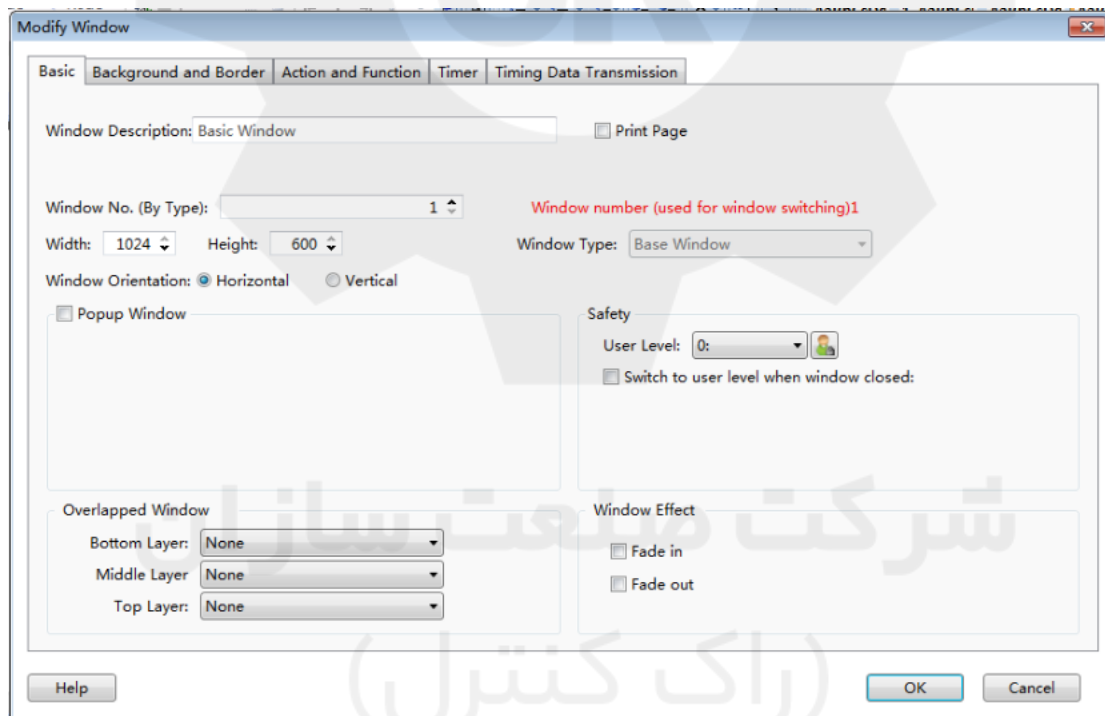 Modify Window
Basic Background and Border Action and Function Timer Timing Data Transmission
Window Description: Basic Window Print Page
Window No. (By Type): 1 Window number (used for window switching)1
Width: 1024 Height: 600 Window Type: Base Window
Window Orientation: Horizontal Vertical
Popup Window Safety
User Level: 0:
Switch to user level when window closed:
Overlapped Window Window Effect
شرکت صنعت سازان
Bottom Layer: None Fade in
Middle Layer None Fade out
Top Layer: None
(راک کنترل)
Help OK Cancel